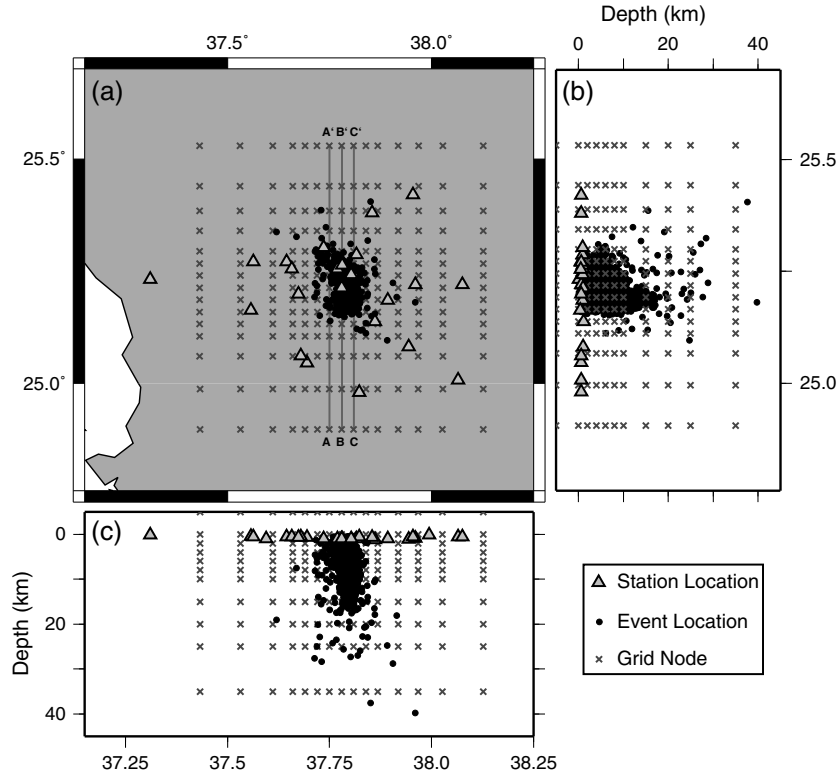 Depth (km)
37.5° 38.0° 0 20 40
(a)
(b)
A‘ B‘ C‘
25.5°
25.5
25.0°
25.0
A B C
(c)
0
20
40
Depth (km)
37.25 37.5 37.75 38.0 38.25
Station Location
Event Location
Grid Node